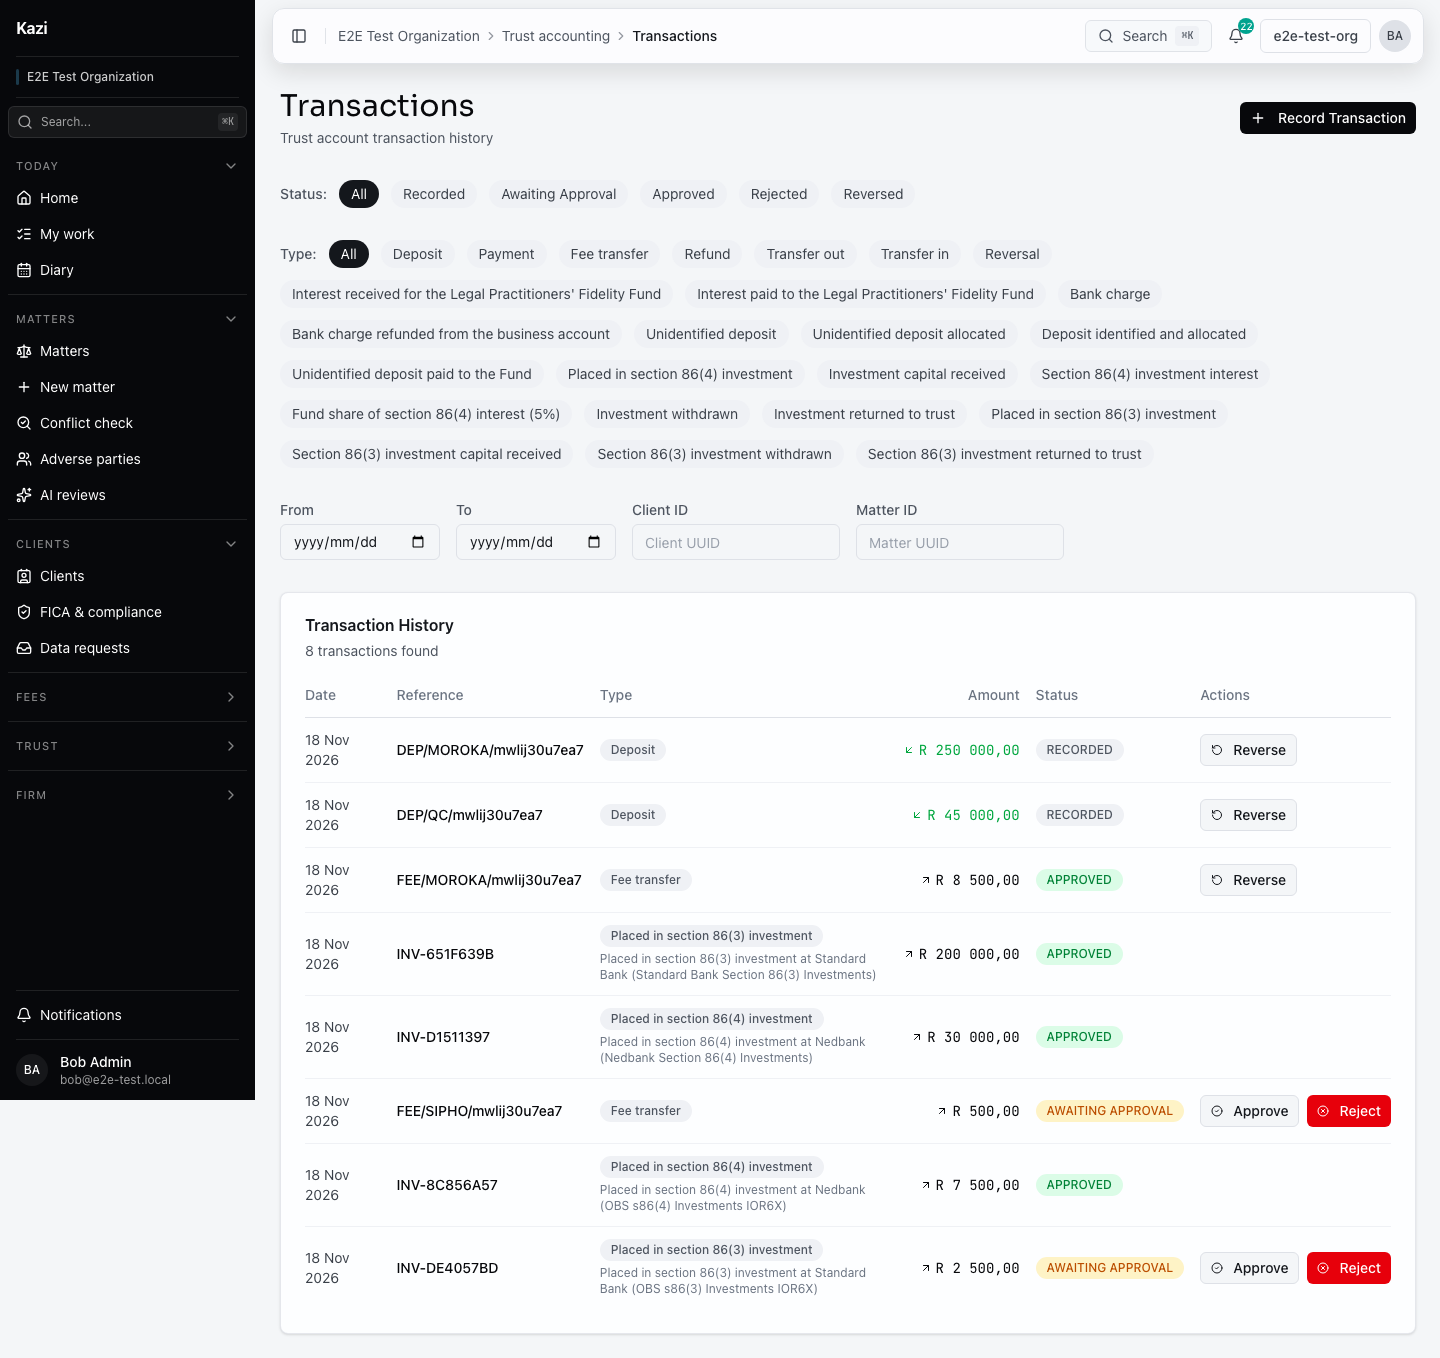 Kazi
E2E Test Organization
Search...
⌘K
TODAY
Home
My work
Diary
MATTERS
Matters
New matter
Conflict check
Adverse parties
AI reviews
CLIENTS
Clients
FICA & compliance
Data requests
FEES
TRUST
FIRM
Notifications
BA
Bob Admin
bob@e2e-test.local
E2E Test Organization > Trust accounting > Transactions
Search ⌘K
22
e2e-test-org
BA
Transactions
Trust account transaction history
Record Transaction
Status: All Recorded Awaiting Approval Approved Rejected Reversed
Type: All Deposit Payment Fee transfer Refund Transfer out Transfer in Reversal
Interest received for the Legal Practitioners' Fidelity Fund Interest paid to the Legal Practitioners' Fidelity Fund Bank charge
Bank charge refunded from the business account Unidentified deposit Unidentified deposit allocated Deposit identified and allocated
Unidentified deposit paid to the Fund Placed in section 86(4) investment Investment capital received Section 86(4) investment interest
Fund share of section 86(4) interest (5%) Investment withdrawn Investment returned to trust Placed in section 86(3) investment
Section 86(3) investment capital received Section 86(3) investment withdrawn Section 86(3) investment returned to trust
From To Client ID Matter ID
yyyy/mm/dd yyyy/mm/dd Client UUID Matter UUID
Transaction History
8 transactions found
Date Reference Type Amount Status Actions
18 Nov 2026 DEP/MOROKA/mwlij30u7ea7 Deposit R 250 000,00 RECORDED Reverse
18 Nov 2026 DEP/QC/mwlij30u7ea7 Deposit R 45 000,00 RECORDED Reverse
18 Nov 2026 FEE/MOROKA/mwlij30u7ea7 Fee transfer R 8 500,00 APPROVED Reverse
18 Nov 2026 INV-651F639B Placed in section 86(3) investment R 200 000,00 APPROVED
Placed in section 86(3) investment at Standard
Bank (Standard Bank Section 86(3) Investments)
18 Nov 2026 INV-D1511397 Placed in section 86(4) investment R 30 000,00 APPROVED
Placed in section 86(4) investment at Nedbank
(Nedbank Section 86(4) Investments)
18 Nov 2026 FEE/SIPHO/mwlij30u7ea7 Fee transfer R 500,00 AWAITING APPROVAL Approve Reject
18 Nov 2026 INV-8C856A57 Placed in section 86(4) investment R 7 500,00 APPROVED
Placed in section 86(4) investment at Nedbank
(OBS s86(4) Investments IOR6X)
18 Nov 2026 INV-DE4057BD Placed in section 86(3) investment R 2 500,00 AWAITING APPROVAL Approve Reject
Placed in section 86(3) investment at Standard
Bank (OBS s86(3) Investments IOR6X)